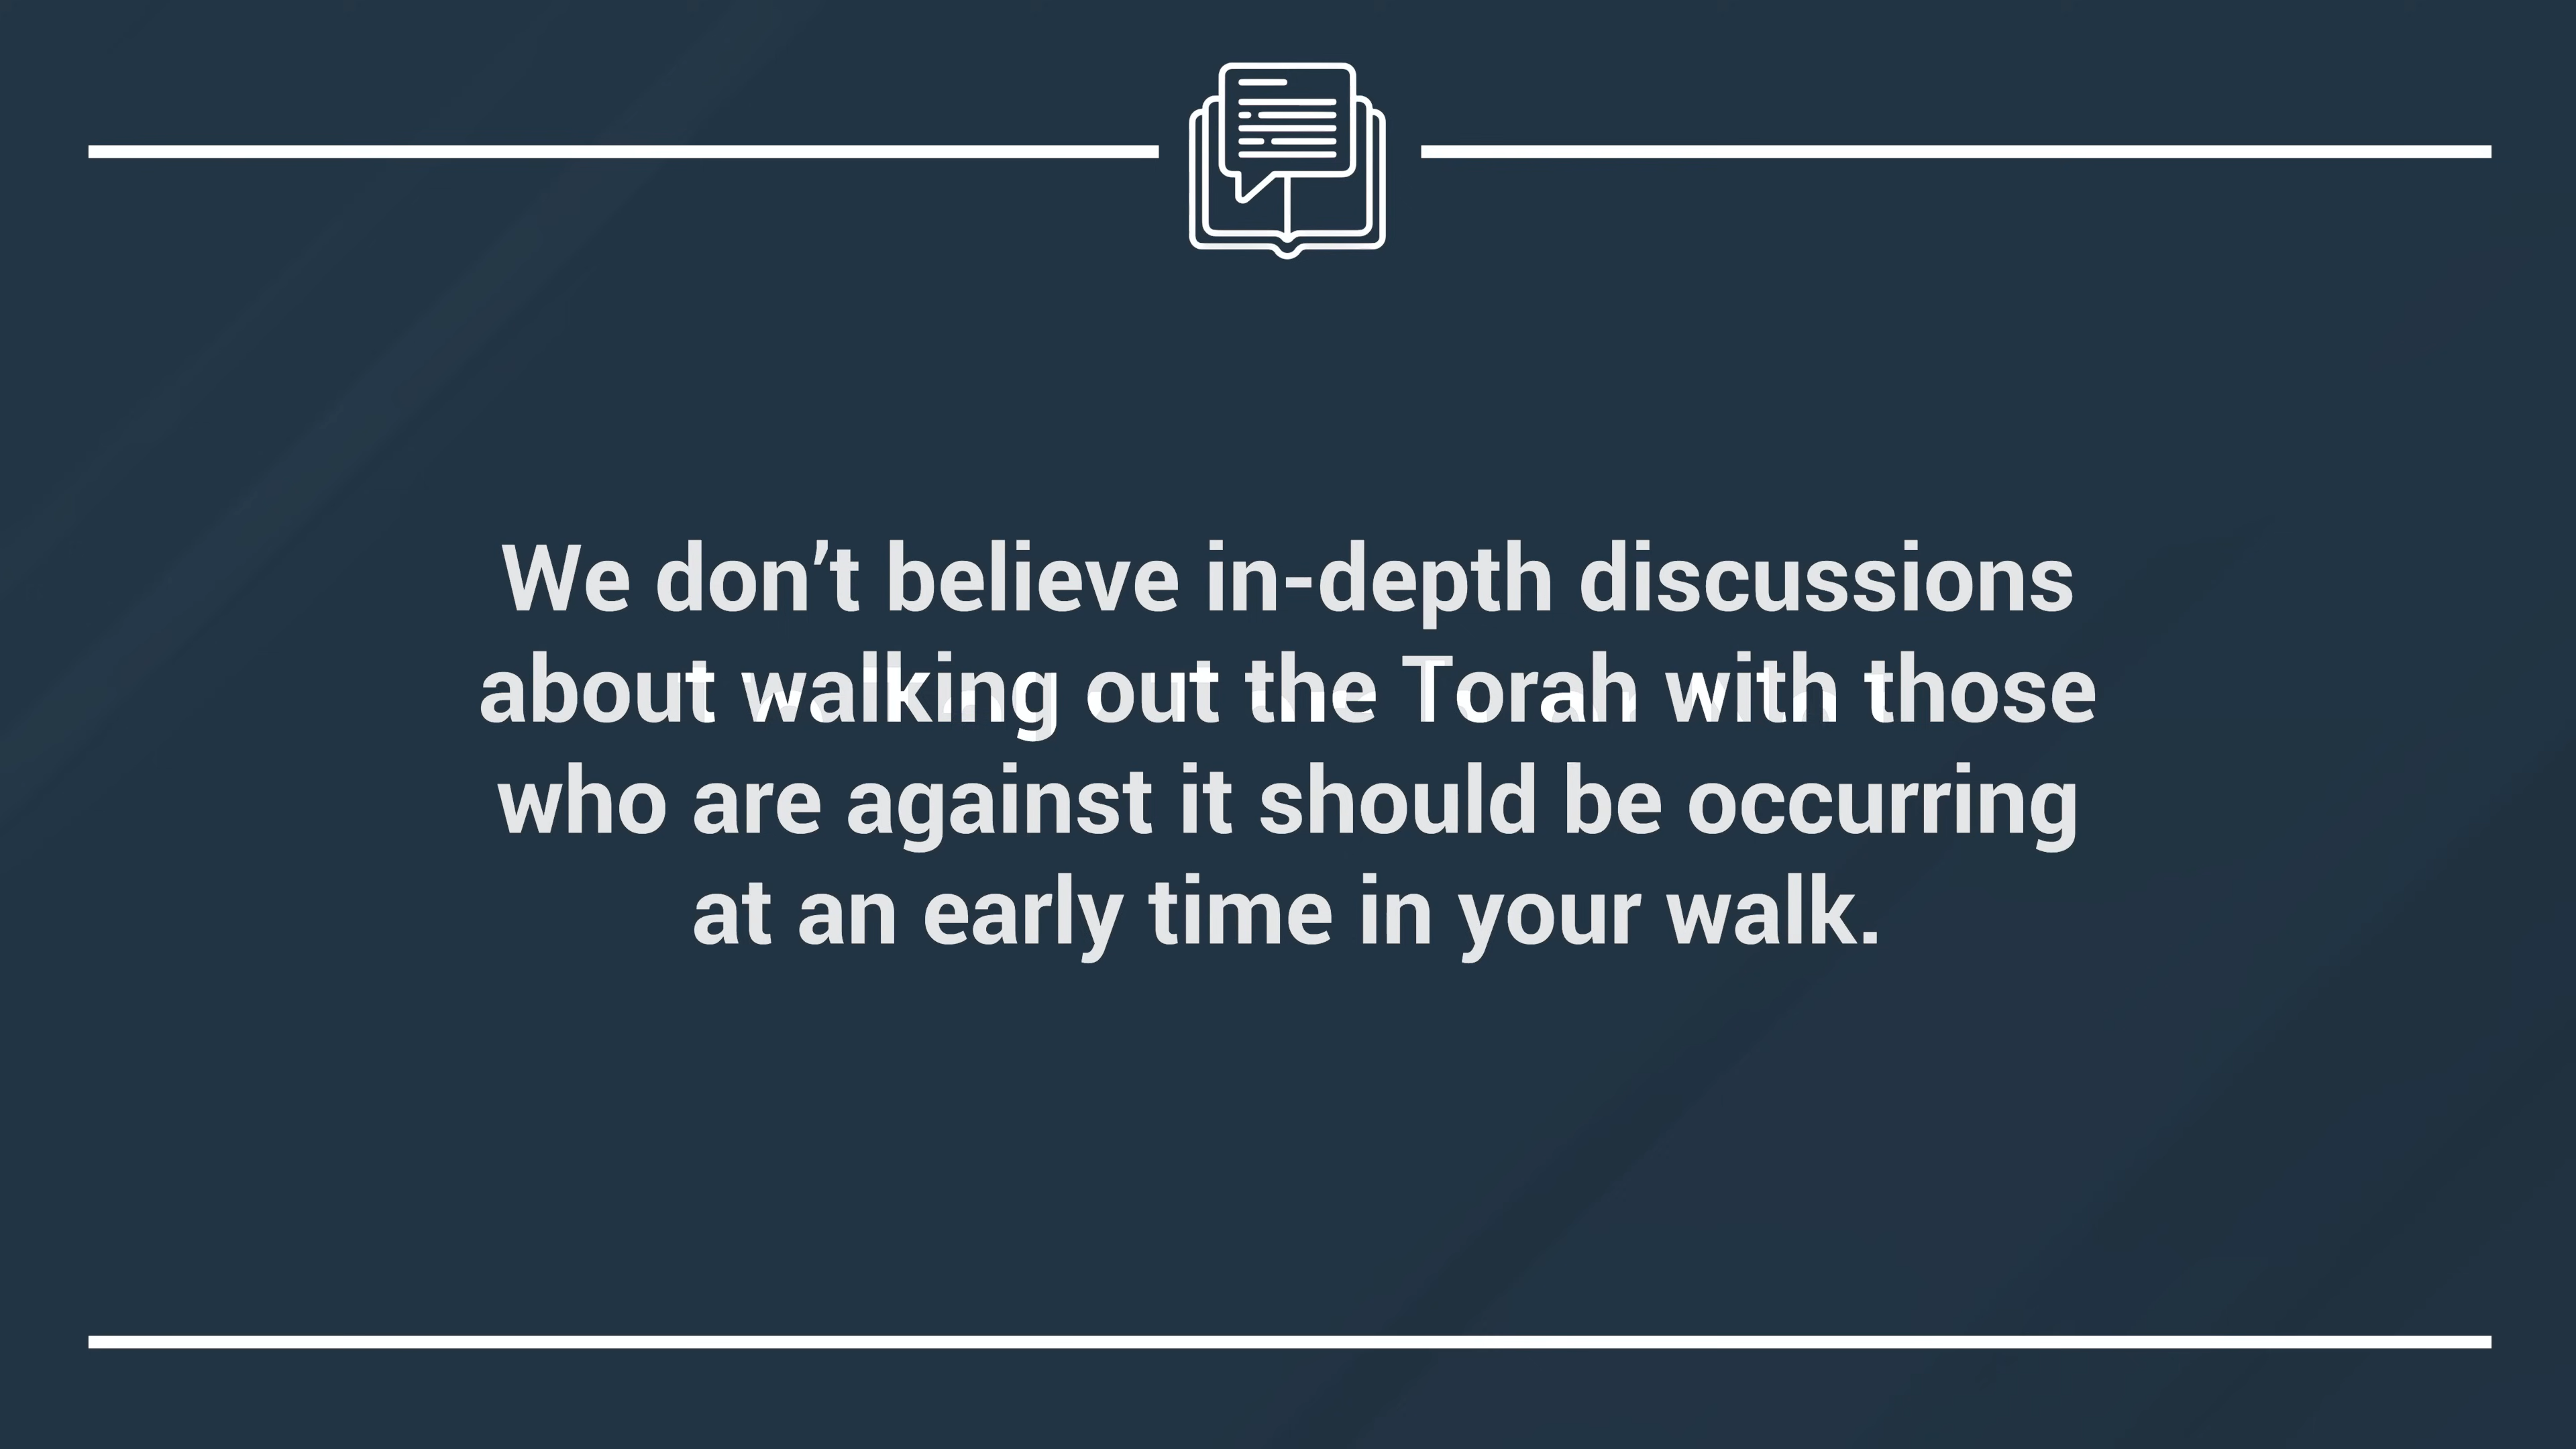 We don’t believe in-depth discussions
about walking out the Torah with those
who are against it should be occurring
at an early time in your walk.